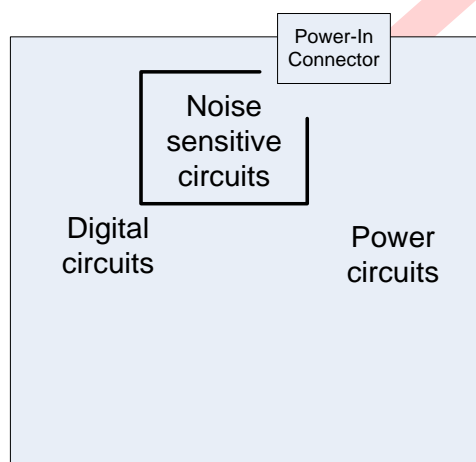 Power-In
Connector
Noise
sensitive
circuits
Digital
circuits
Power
circuits